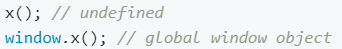 x(); // undefined
window.x(); // global window object